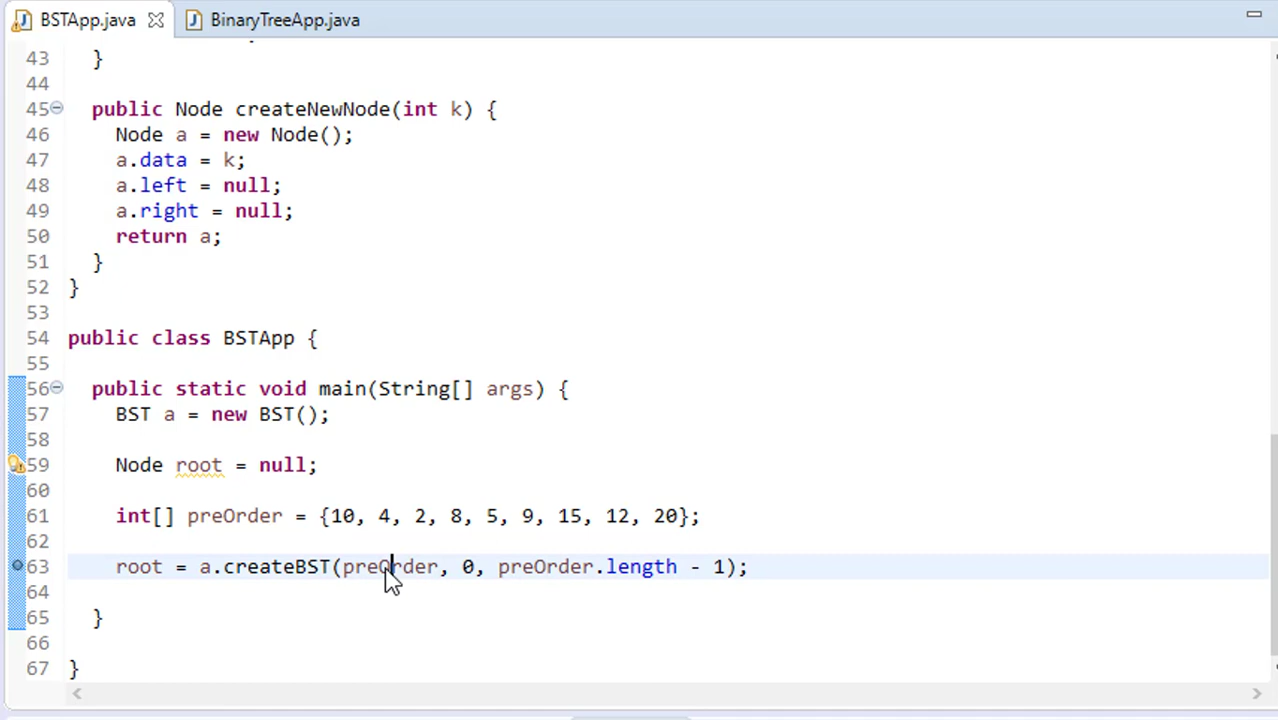 BSTApp.java BinaryTreeApp.java
43 }
44
45 public Node createNewNode(int k) {
46 Node a = new Node();
47 a.data = k;
48 a.left = null;
49 a.right = null;
50 return a;
51 }
52 }
53
54 public class BSTApp {
55
56 public static void main(String[] args) {
57 BST a = new BST();
58
59 Node root = null;
60
61 int[] preOrder = {10, 4, 2, 8, 5, 9, 15, 12, 20};
62
63 root = a.createBST(preOrder, 0, preOrder.length - 1);
64
65 }
66
67 }